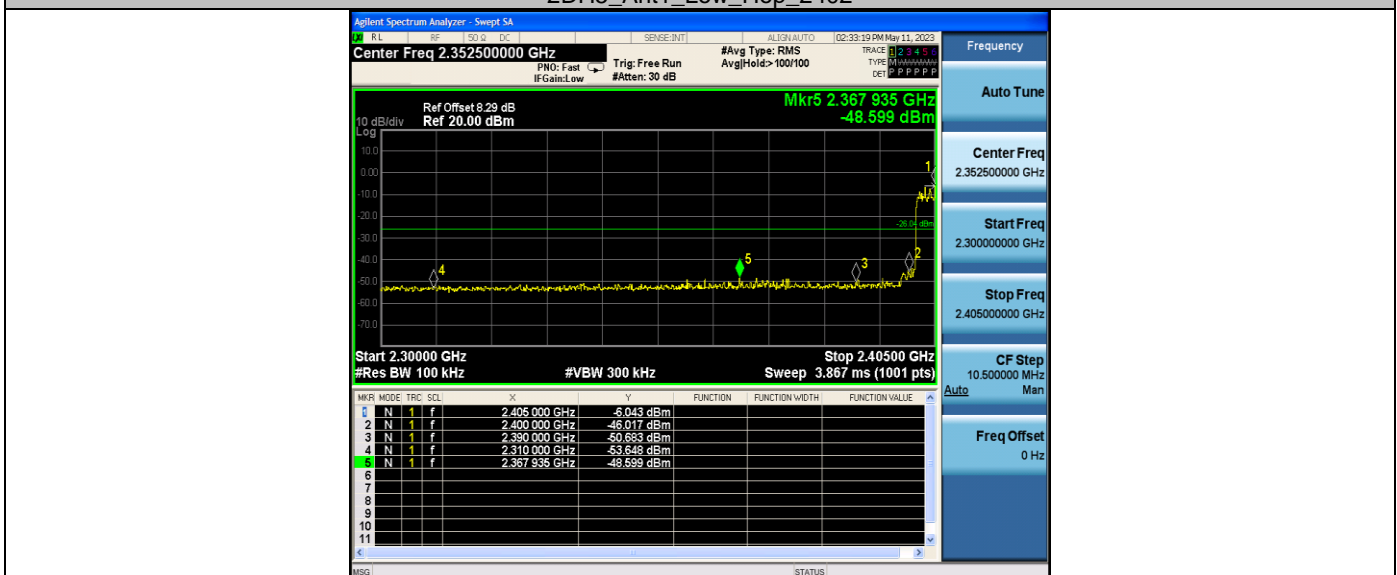 Agilent Spectrum Analyzer - Swept SA
RL RF 50 Ω DC SENSE:INT ALIGN AUTO 02:33:19 PM May 11, 2023
Center Freq 2.352500000 GHz
PNO: Fast
IFGain:Low
Trig: Free Run
#Atten: 30 dB
#Avg Type: RMS
Avg|Hold:>100/100
TRACE 1 2 3 4 5 6
TYPE M
DET P P P P P P
Ref Offset 8.29 dB
10 dB/div Ref 20.00 dBm
Log
Mkr5 2.367 935 GHz
-48.599 dBm
10.0
0.00
-10.0
-20.0
-30.0
-40.0
-50.0
-60.0
-70.0
1
-26.04 dBm
2
3
4
5
Start 2.30000 GHz Stop 2.40500 GHz
#Res BW 100 kHz #VBW 300 kHz Sweep 3.867 ms (1001 pts)
MKR MODE TRC SCL X Y FUNCTION FUNCTION WIDTH FUNCTION VALUE
1 N 1 f 2.405 000 GHz -6.043 dBm
2 N 1 f 2.400 000 GHz -46.017 dBm
3 N 1 f 2.390 000 GHz -50.683 dBm
4 N 1 f 2.310 000 GHz -53.648 dBm
5 N 1 f 2.367 935 GHz -48.599 dBm
6
7
8
9
10
11
MSG STATUS
Frequency
Auto Tune
Center Freq
2.352500000 GHz
Start Freq
2.300000000 GHz
Stop Freq
2.405000000 GHz
CF Step
10.500000 MHz
Auto Man
Freq Offset
0 Hz